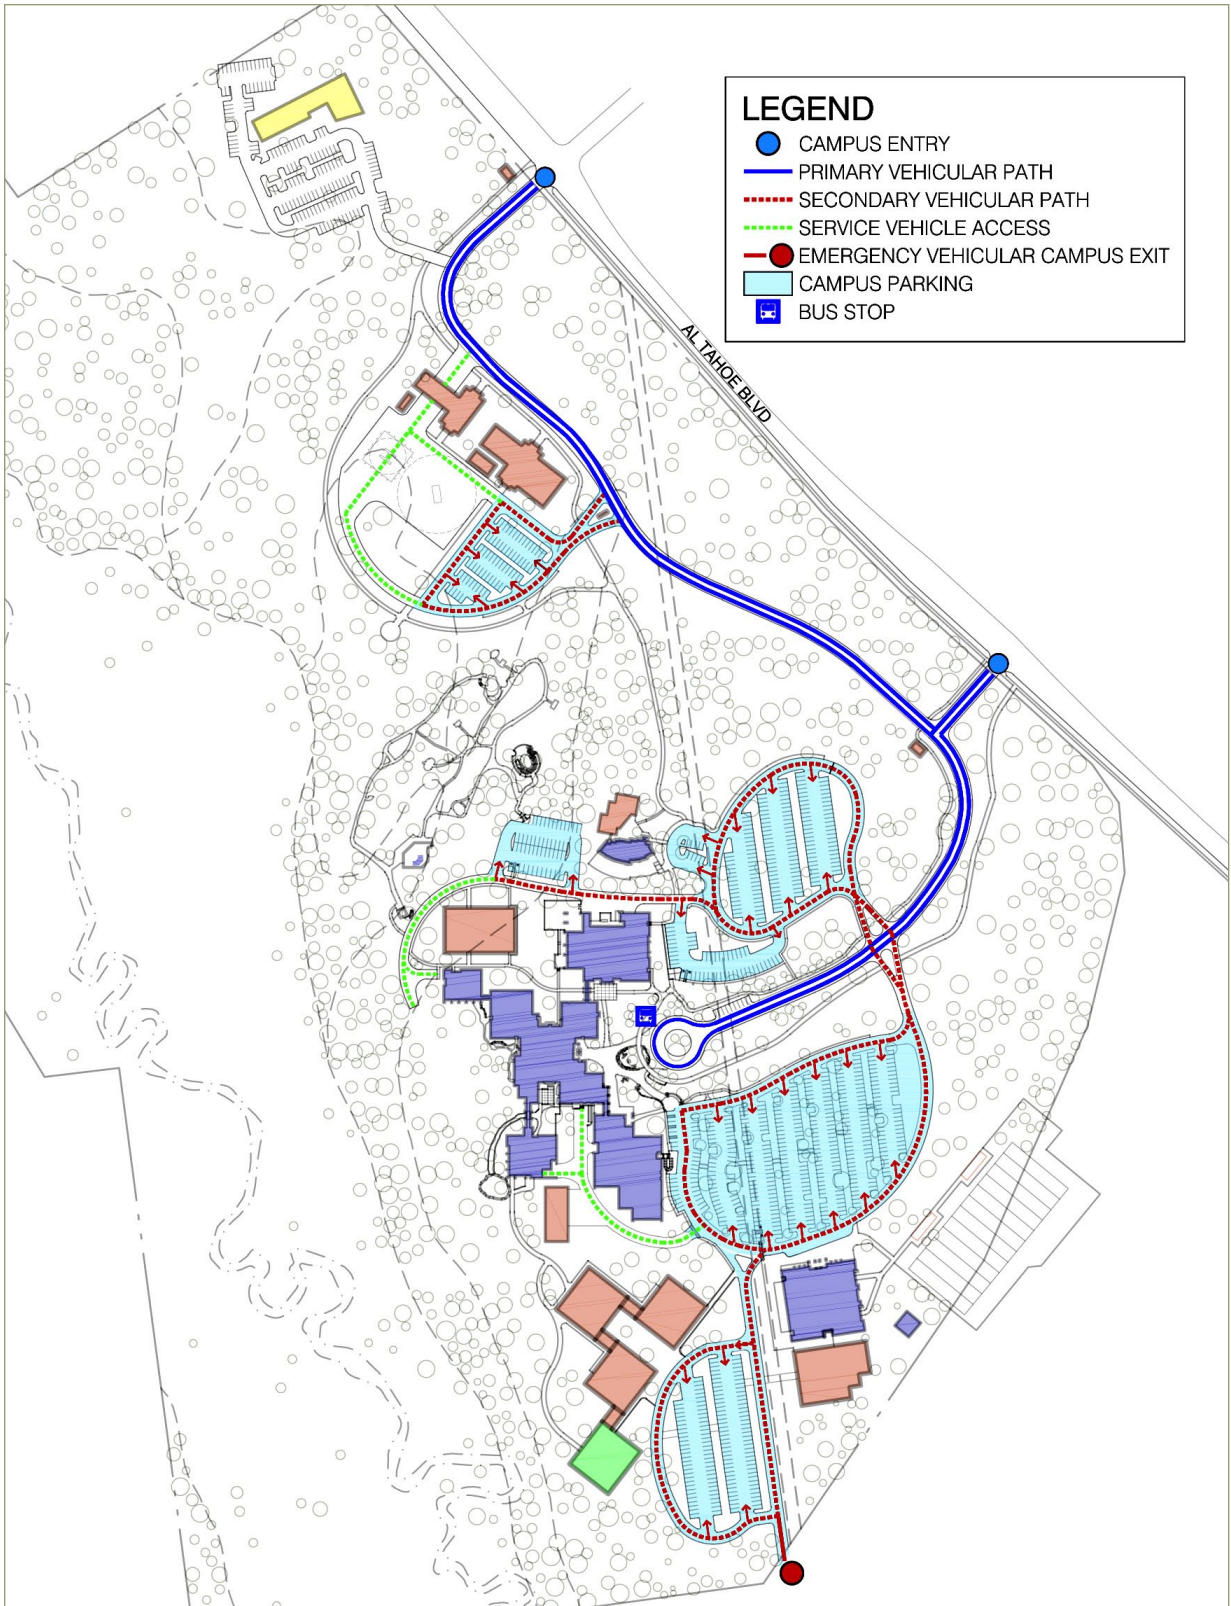 LEGEND
CAMPUS ENTRY
PRIMARY VEHICULAR PATH
SECONDARY VEHICULAR PATH
SERVICE VEHICLE ACCESS
EMERGENCY VEHICULAR CAMPUS EXIT
CAMPUS PARKING
BUS STOP
AL TAHOE BLVD